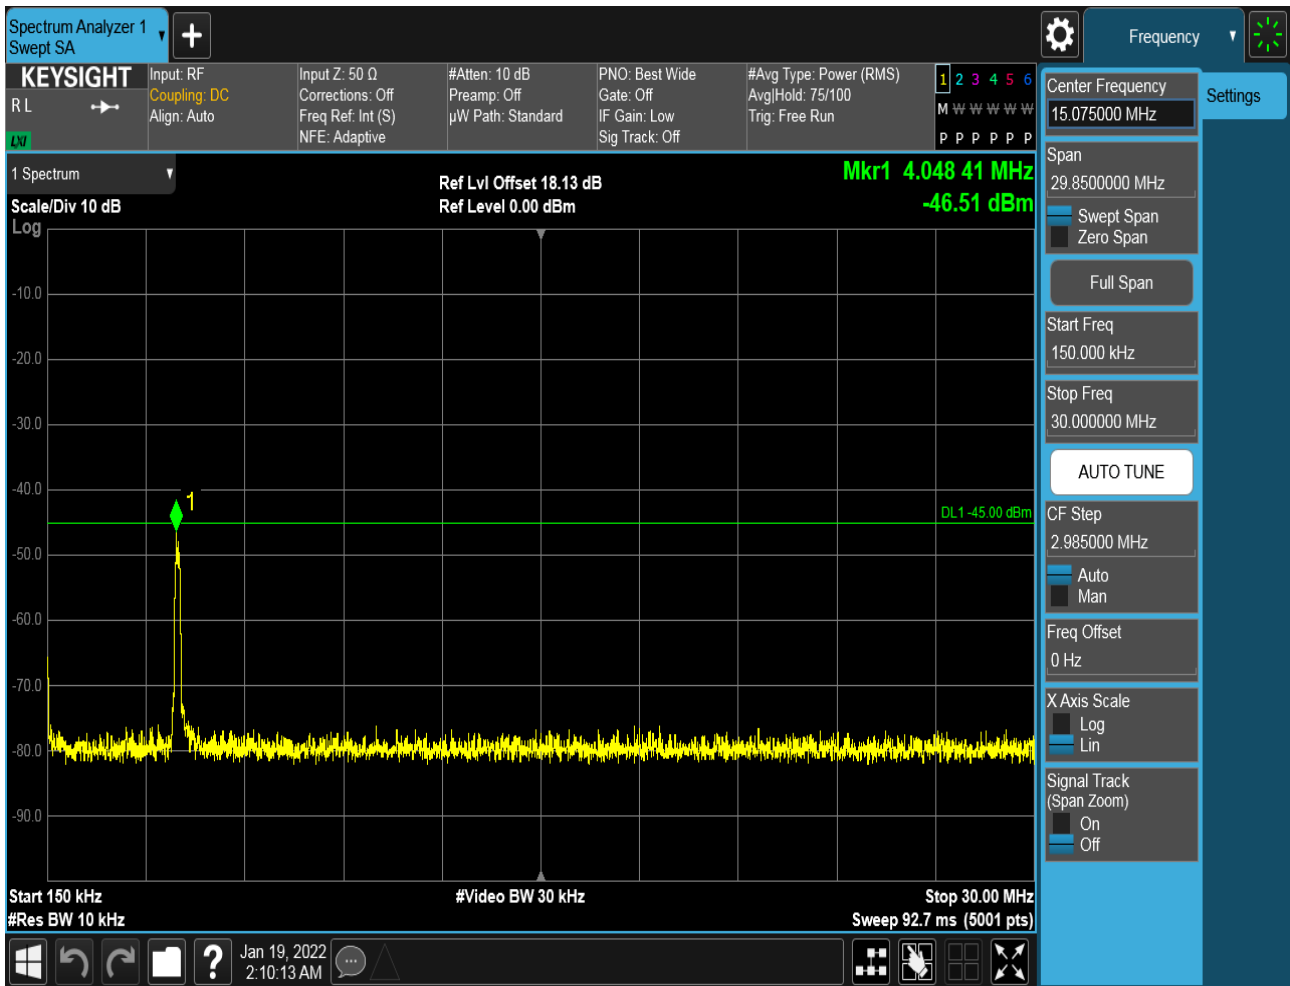 Spectrum Analyzer 1
Swept SA
Frequency
KEYSIGHT
R L
LXI
Input: RF
Coupling: DC
Align: Auto
Input Z: 50 Ω
Corrections: Off
Freq Ref: Int (S)
NFE: Adaptive
#Atten: 10 dB
Preamp: Off
µW Path: Standard
PNO: Best Wide
Gate: Off
IF Gain: Low
Sig Track: Off
#Avg Type: Power (RMS)
Avg|Hold: 75/100
Trig: Free Run
1 2 3 4 5 6
M W W W W W
P P P P P P
1 Spectrum
Scale/Div 10 dB
Log
Ref Lvl Offset 18.13 dB
Ref Level 0.00 dBm
Mkr1 4.048 41 MHz
-46.51 dBm
-10.0
-20.0
-30.0
-40.0
1
DL1 -45.00 dBm
-50.0
-60.0
-70.0
-80.0
-90.0
Start 150 kHz
#Video BW 30 kHz
Stop 30.00 MHz
#Res BW 10 kHz
Sweep 92.7 ms (5001 pts)
?
Jan 19, 2022
2:10:13 AM
Center Frequency
15.075000 MHz
Settings
Span
29.8500000 MHz
Swept Span
Zero Span
Full Span
Start Freq
150.000 kHz
Stop Freq
30.000000 MHz
AUTO TUNE
CF Step
2.985000 MHz
Auto
Man
Freq Offset
0 Hz
X Axis Scale
Log
Lin
Signal Track
(Span Zoom)
On
Off